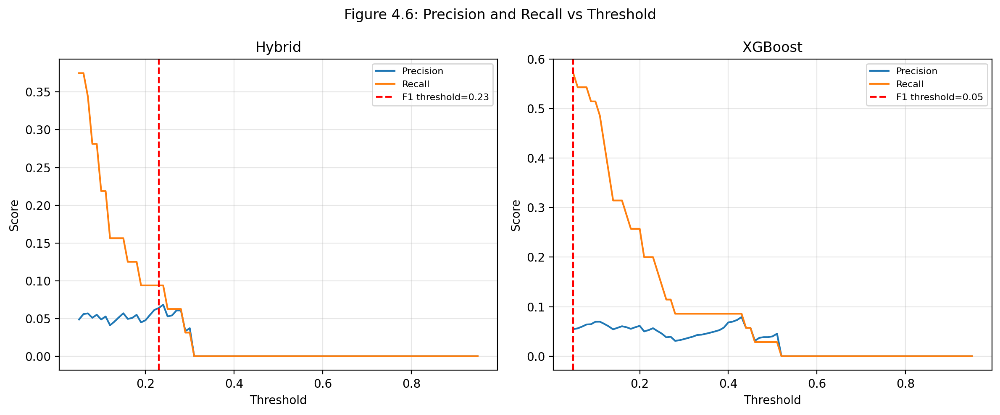 Figure 4.6: Precision and Recall vs Threshold
Hybrid
Precision
Recall
F1 threshold=0.23
0.35
0.30
0.25
0.20
0.15
0.10
0.05
0.00
Score
0.2 0.4 0.6 0.8
Threshold
XGBoost
Precision
Recall
F1 threshold=0.05
0.6
0.5
0.4
0.3
0.2
0.1
0.0
Score
0.2 0.4 0.6 0.8
Threshold